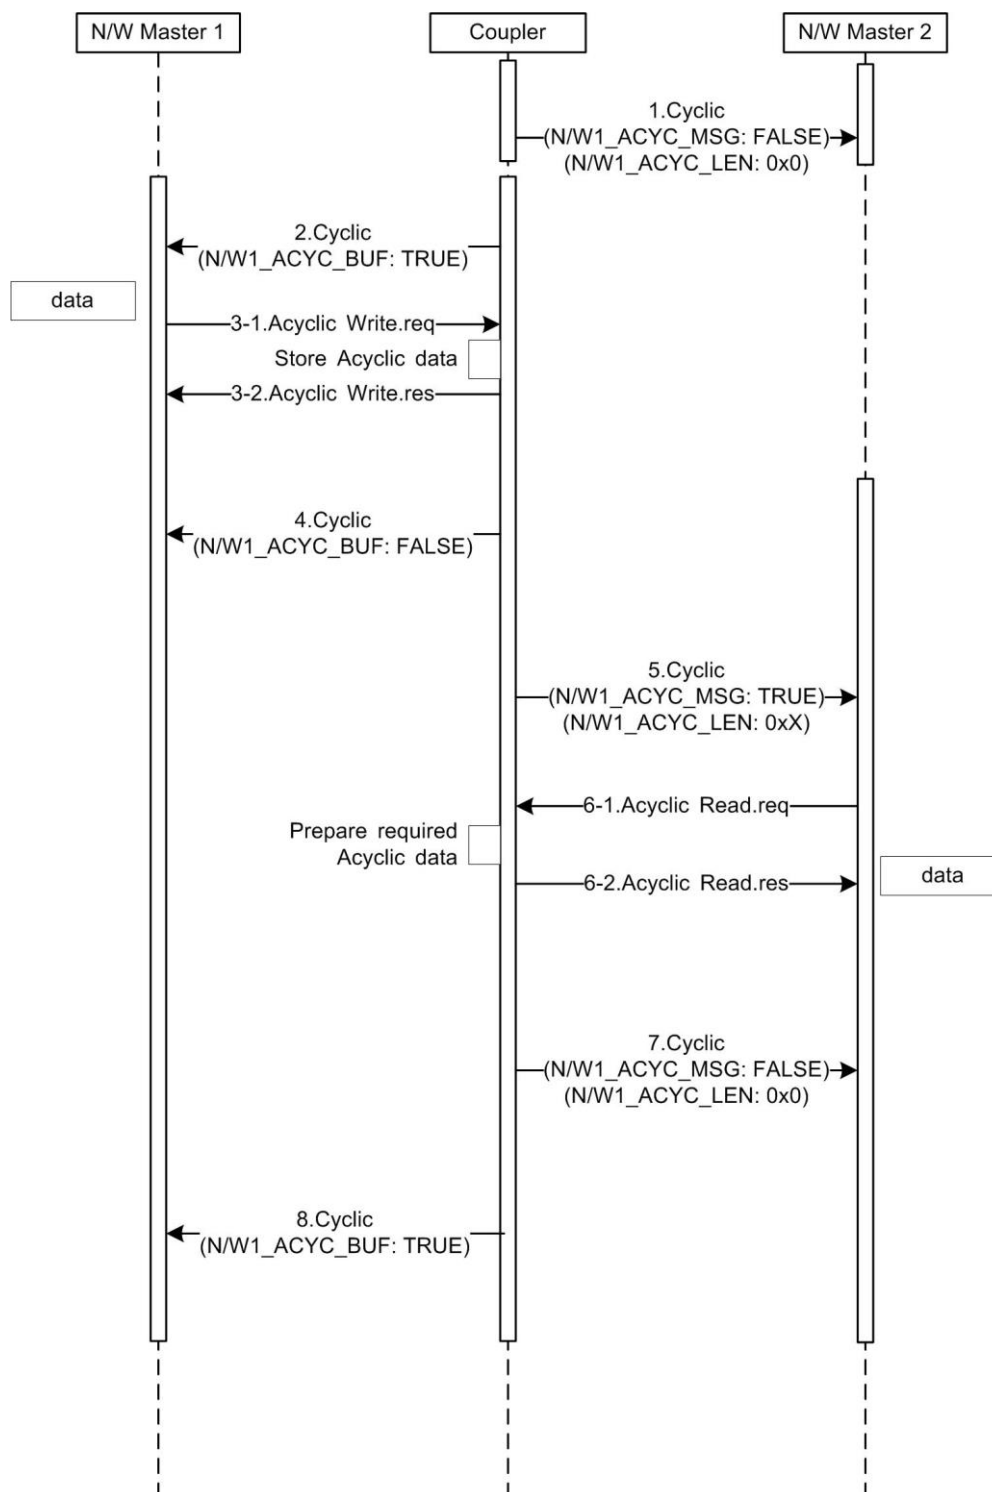 N/W Master 1
Coupler
N/W Master 2
1.Cyclic
(N/W1_ACYC_MSG: FALSE)
(N/W1_ACYC_LEN: 0x0)
2.Cyclic
(N/W1_ACYC_BUF: TRUE)
data
3-1.Acyclic Write.req
Store Acyclic data
3-2.Acyclic Write.res
4.Cyclic
(N/W1_ACYC_BUF: FALSE)
5.Cyclic
(N/W1_ACYC_MSG: TRUE)
(N/W1_ACYC_LEN: 0xX)
6-1.Acyclic Read.req
Prepare required
Acyclic data
6-2.Acyclic Read.res
data
7.Cyclic
(N/W1_ACYC_MSG: FALSE)
(N/W1_ACYC_LEN: 0x0)
8.Cyclic
(N/W1_ACYC_BUF: TRUE)